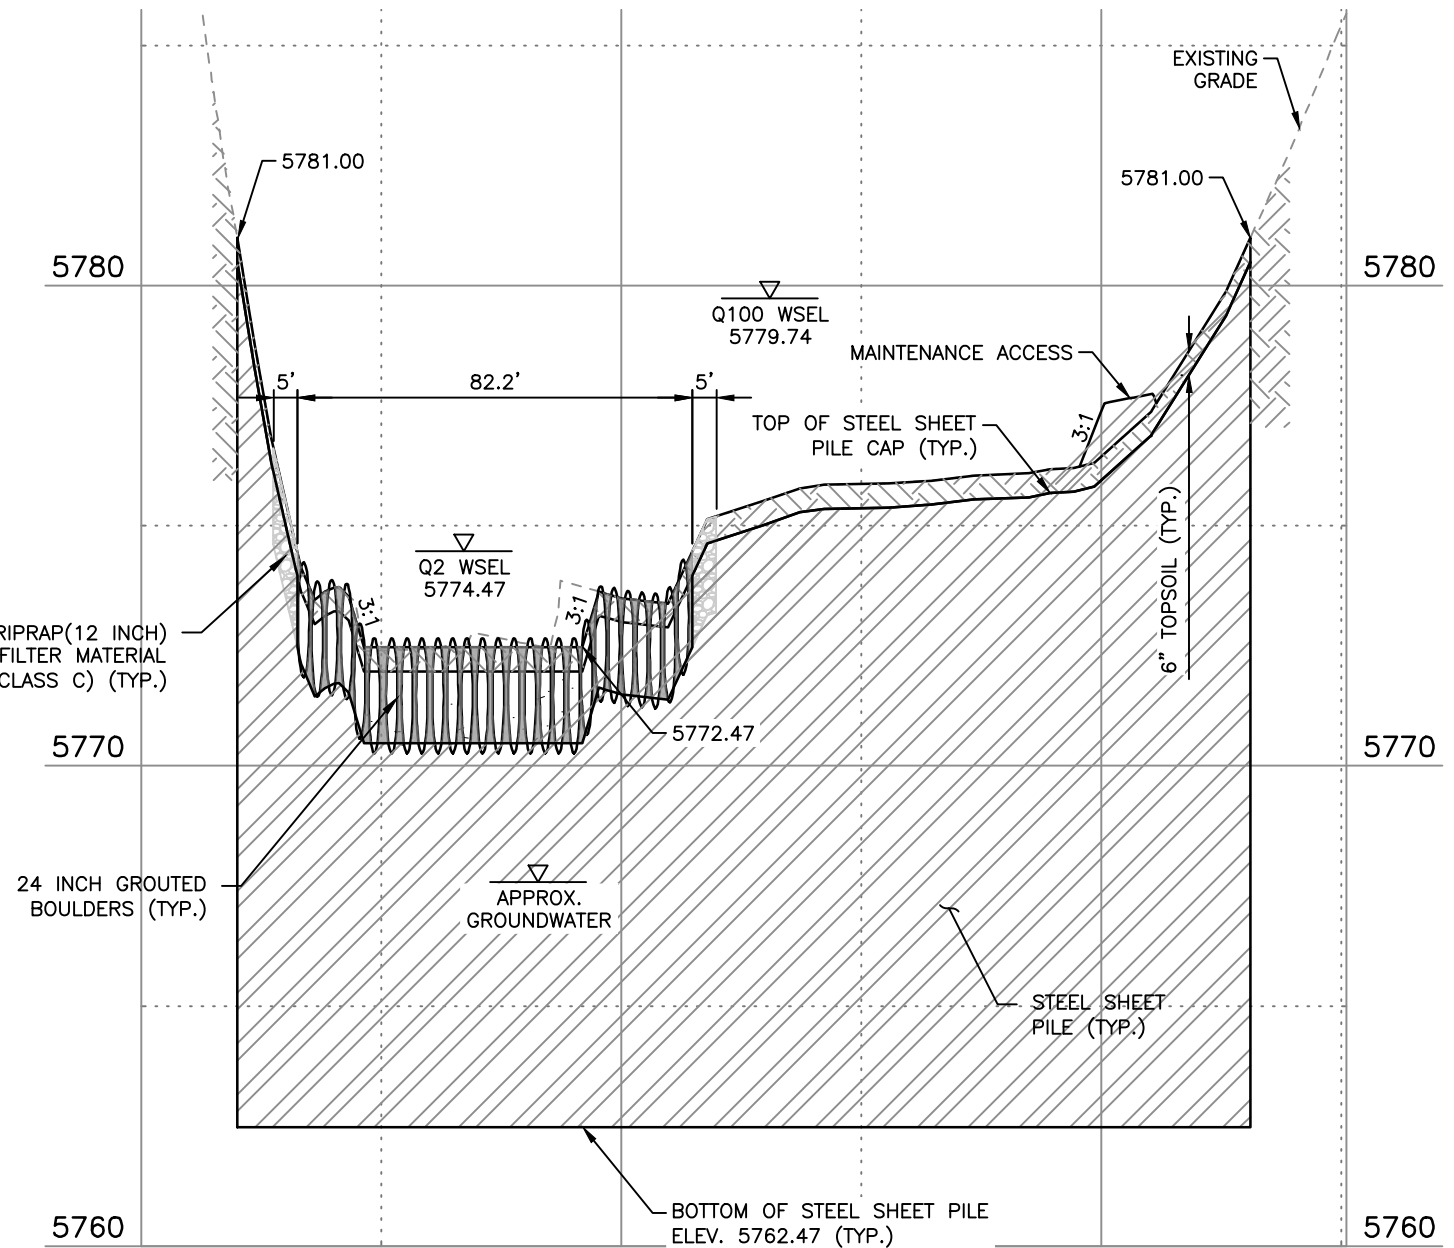 EXISTING
GRADE
5781.00
5781.00
5780
5780
Q100 WSEL
5779.74
MAINTENANCE ACCESS
5'
82.2'
5'
TOP OF STEEL SHEET
PILE CAP (TYP.)
3:1
6" TOPSOIL (TYP.)
Q2 WSEL
5774.47
3:1
3:1
RIPRAP(12 INCH)
FILTER MATERIAL
CLASS C) (TYP.)
5772.47
5770
5770
24 INCH GROUTED
BOULDERS (TYP.)
APPROX.
GROUNDWATER
STEEL SHEET
PILE (TYP.)
BOTTOM OF STEEL SHEET PILE
ELEV. 5762.47 (TYP.)
5760
5760